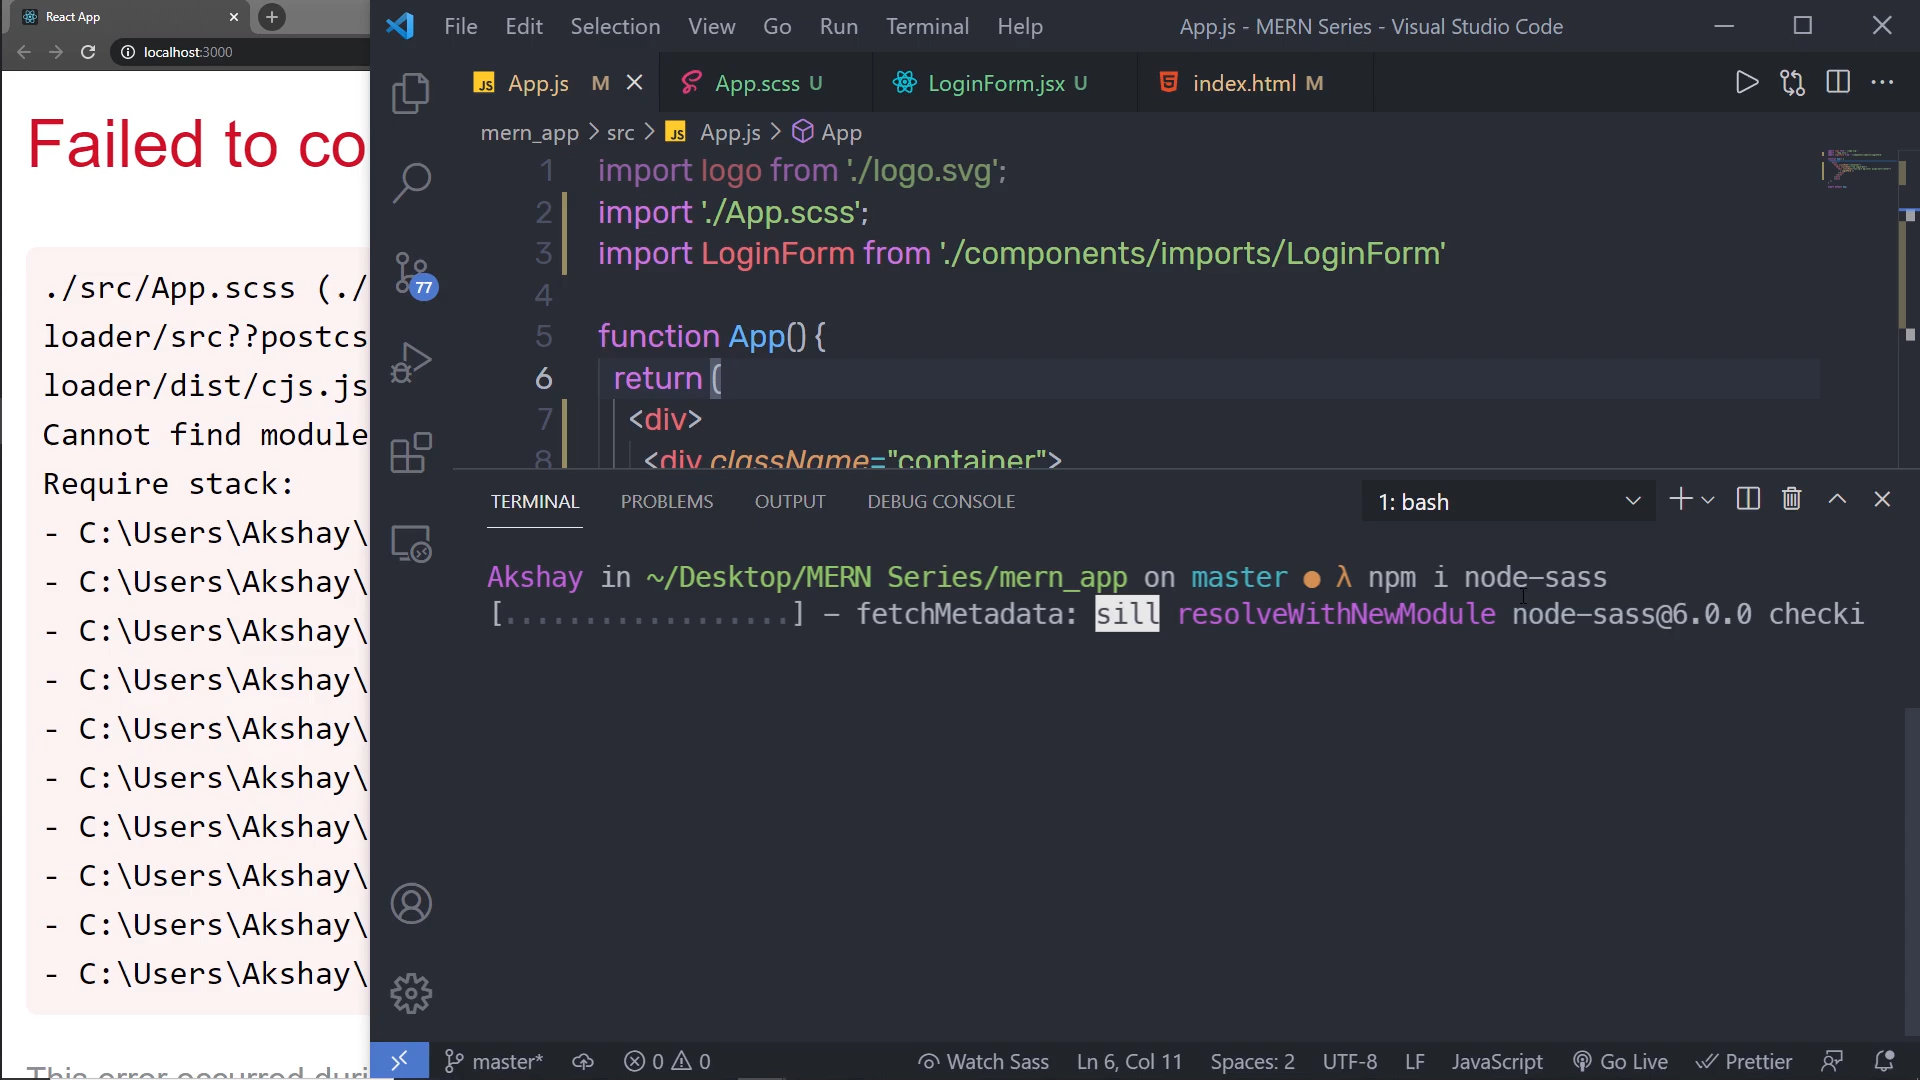 React App
localhost:3000
Failed to co
./src/App.scss (./
loader/src??postcs
loader/dist/cjs.js
Cannot find module
Require stack:
- C:\Users\Akshay\
- C:\Users\Akshay\
- C:\Users\Akshay\
- C:\Users\Akshay\
- C:\Users\Akshay\
- C:\Users\Akshay\
- C:\Users\Akshay\
- C:\Users\Akshay\
- C:\Users\Akshay\
- C:\Users\Akshay\
This error occurred duri
File Edit Selection View Go Run Terminal Help App.js - MERN Series - Visual Studio Code
JS App.js M App.scss U LoginForm.jsx U index.html M
mern_app > src > JS App.js > App
1 import logo from './logo.svg';
2 import './App.scss';
3 import LoginForm from './components/imports/LoginForm'
4
5 function App() {
6 return (
7 <div>
8 <div className="container">
77
TERMINAL PROBLEMS OUTPUT DEBUG CONSOLE 1: bash
Akshay in ~/Desktop/MERN Series/mern_app on master ● λ npm i node-sass
[..................] - fetchMetadata: sill resolveWithNewModule node-sass@6.0.0 checki
master* 0 0 Watch Sass Ln 6, Col 11 Spaces: 2 UTF-8 LF JavaScript Go Live Prettier